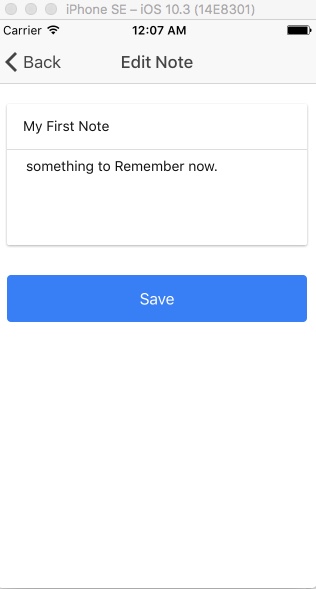 iPhone SE – iOS 10.3 (14E8301)
Carrier 12:07 AM
Back Edit Note
My First Note
something to Remember now.
Save